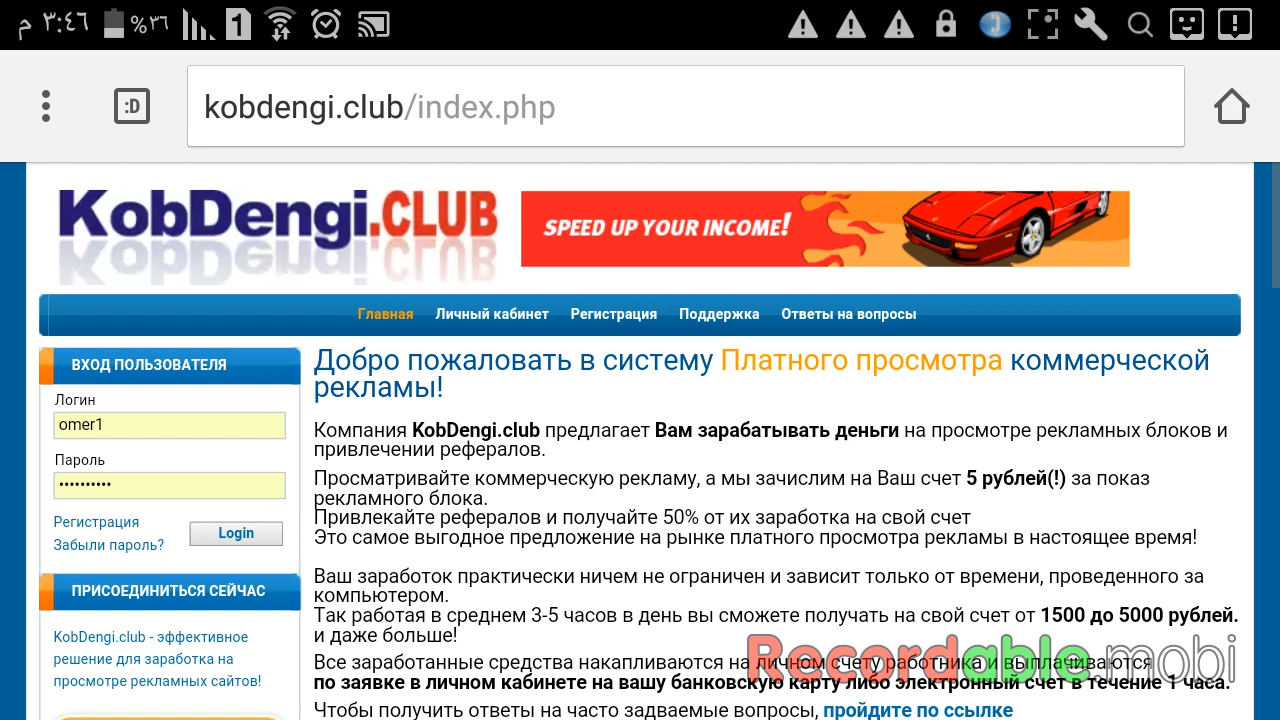 م ٣:٤٦ %٣٦ 1
:D kobdengi.club/index.php
KobDengi.CLUB
SPEED UP YOUR INCOME!
Главная Личный кабинет Регистрация Поддержка Ответы на вопросы
ВХОД ПОЛЬЗОВАТЕЛЯ
Логин
omer1
Пароль
••••••••••
Регистрация
Забыли пароль?
Login
ПРИСОЕДИНИТЬСЯ СЕЙЧАС
KobDengi.club - эффективное
решение для заработка на
просмотре рекламных сайтов!
Добро пожаловать в систему Платного просмотра коммерческой
рекламы!
Компания KobDengi.club предлагает Вам зарабатывать деньги на просмотре рекламных блоков и
привлечении рефералов.
Просматривайте коммерческую рекламу, а мы зачислим на Ваш счет 5 рублей(!) за показ
рекламного блока.
Привлекайте рефералов и получайте 50% от их заработка на свой счет
Это самое выгодное предложение на рынке платного просмотра рекламы в настоящее время!
Ваш заработок практически ничем не ограничен и зависит только от времени, проведенного за
компьютером.
Так работая в среднем 3-5 часов в день вы сможете получать на свой счет от 1500 до 5000 рублей.
и даже больше!
Все заработанные средства накапливаются на личном счету работника и выплачиваются
по заявке в личном кабинете на вашу банковскую карту либо электронный счет в течение 1 часа.
Чтобы получить ответы на часто задваемые вопросы, пройдите по ссылке
Recordable.mobi